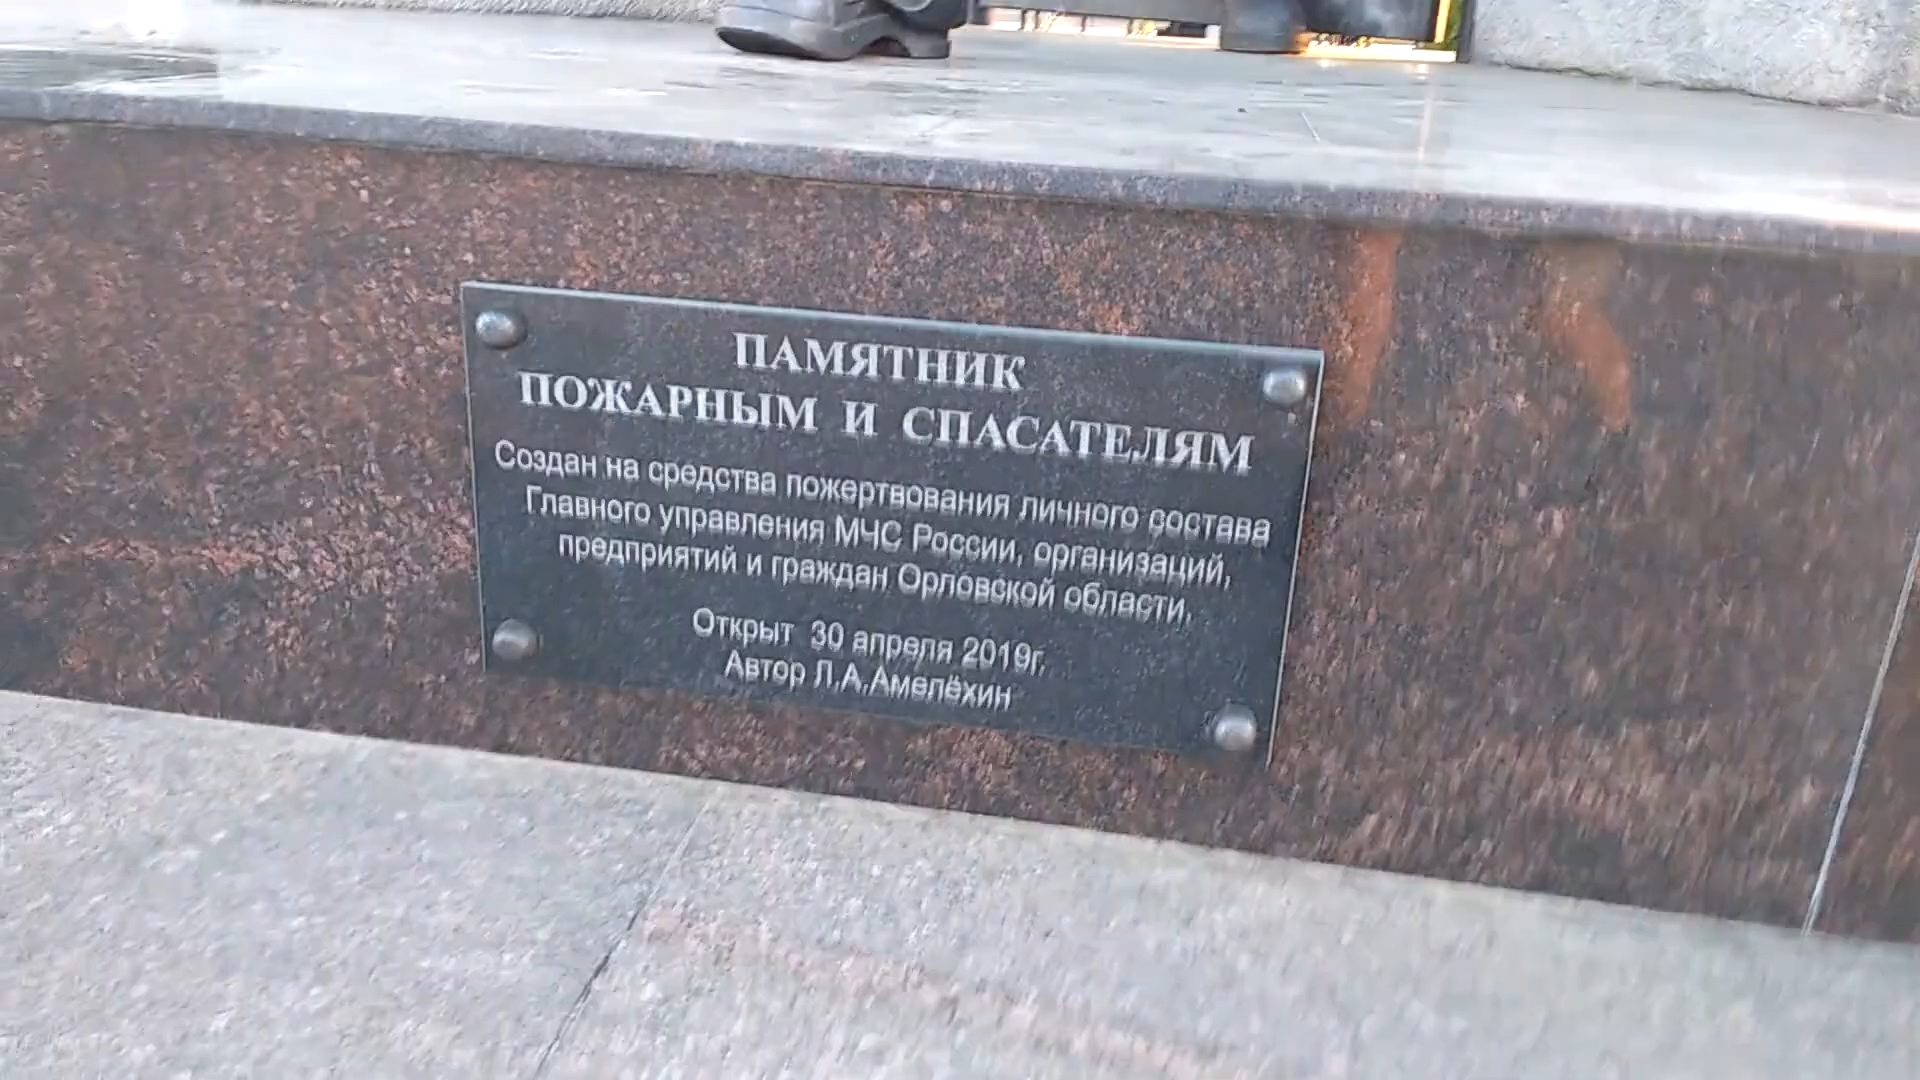 ПАМЯТНИК
ПОЖАРНЫМ И СПАСАТЕЛЯМ
Создан на средства пожертвования личного состава
Главного управления МЧС России, организаций,
предприятий и граждан Орловской области.
Открыт 30 апреля 2019г.
Автор Л.А.Амелёхин